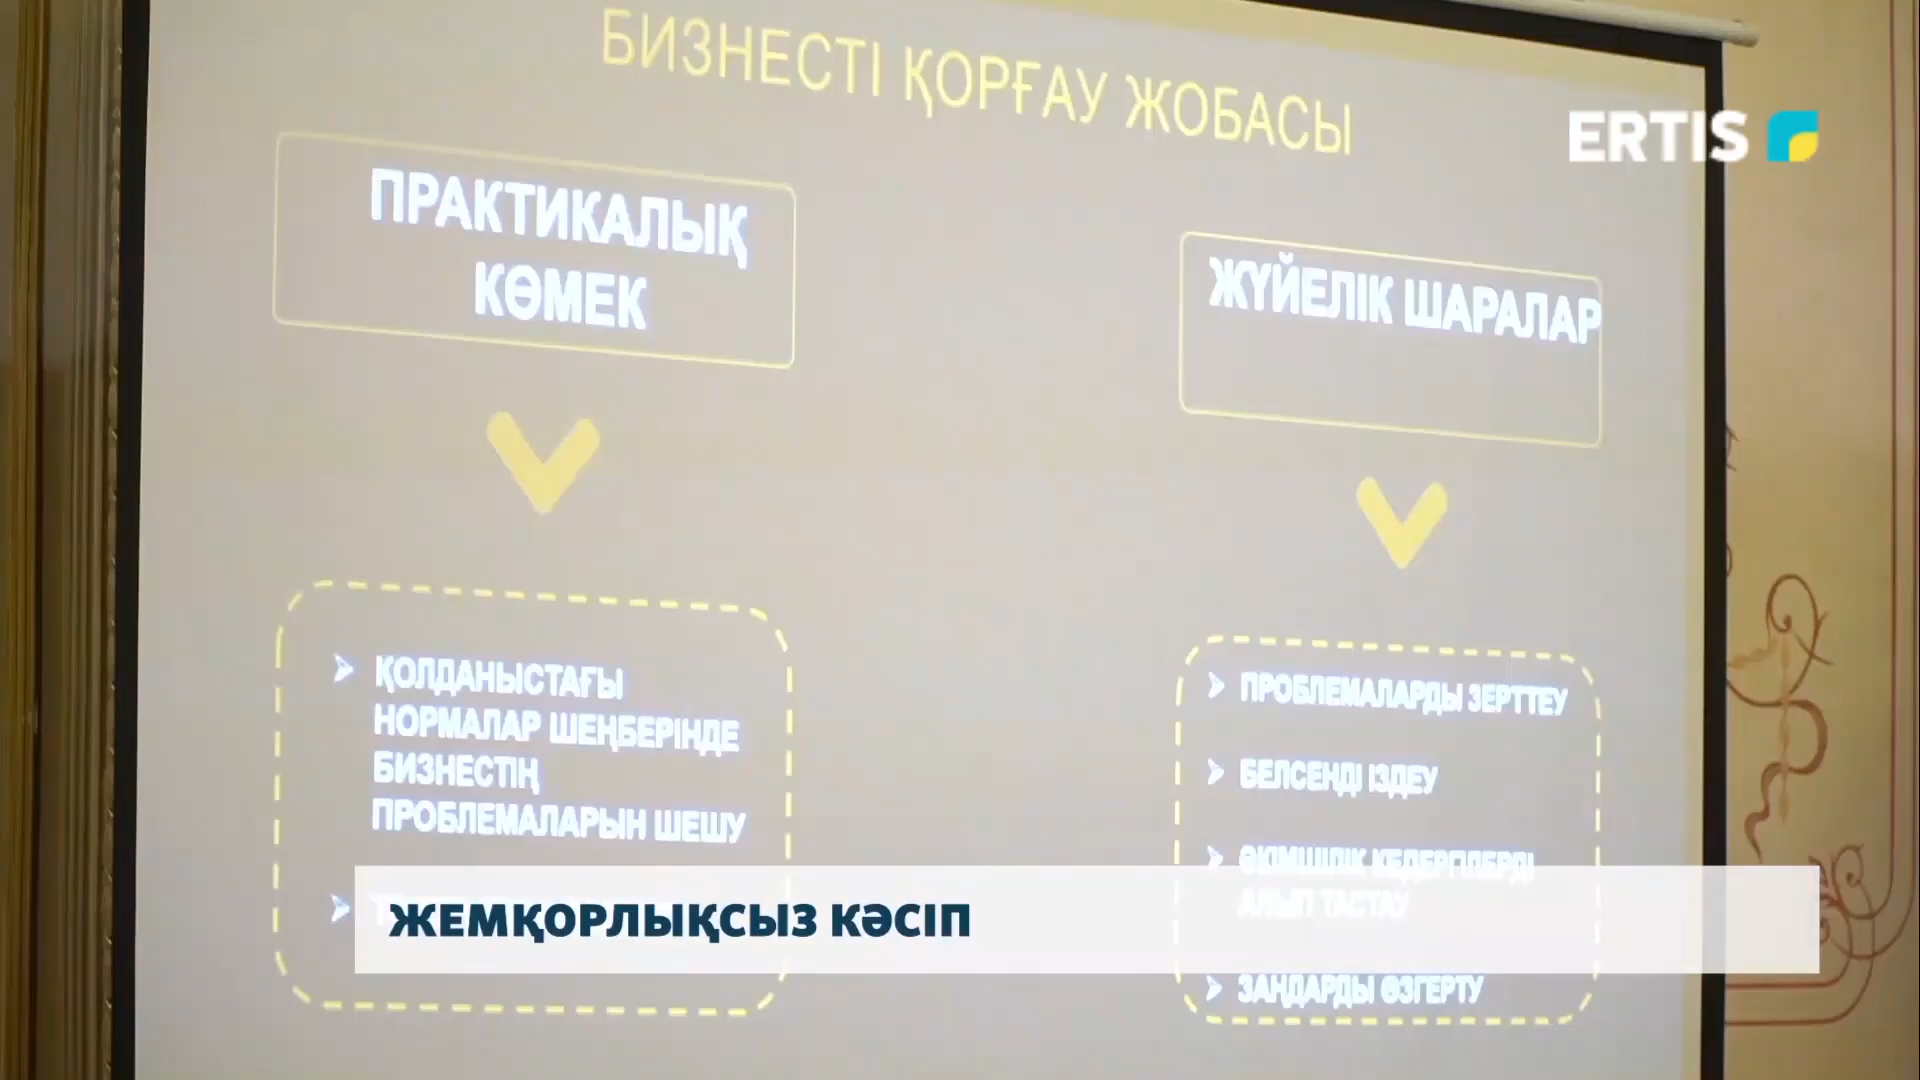 БИЗНЕСТІ ҚОРҒАУ ЖОБАСЫ
ERTIS
ПРАКТИКАЛЫҚ
КӨМЕК
ЖҮЙЕЛІК ШАРАЛАР
ҚОЛДАНЫСТАҒЫ
НОРМАЛАР ШЕҢБЕРІНДЕ
БИЗНЕСТІҢ
ПРОБЛЕМАЛАРЫН ШЕШУ
ПРОБЛЕМАЛАРДЫ ЗЕРТТЕУ
БЕЛСЕНДІ ІЗДЕУ
ӘКІМШІЛІК КЕДЕРГІЛЕРДІ
АЛЫП ТАСТАУ
ЗАҢДАРДЫ ӨЗГЕРТУ
ЖЕМҚОРЛЫҚСЫЗ КӘСІП